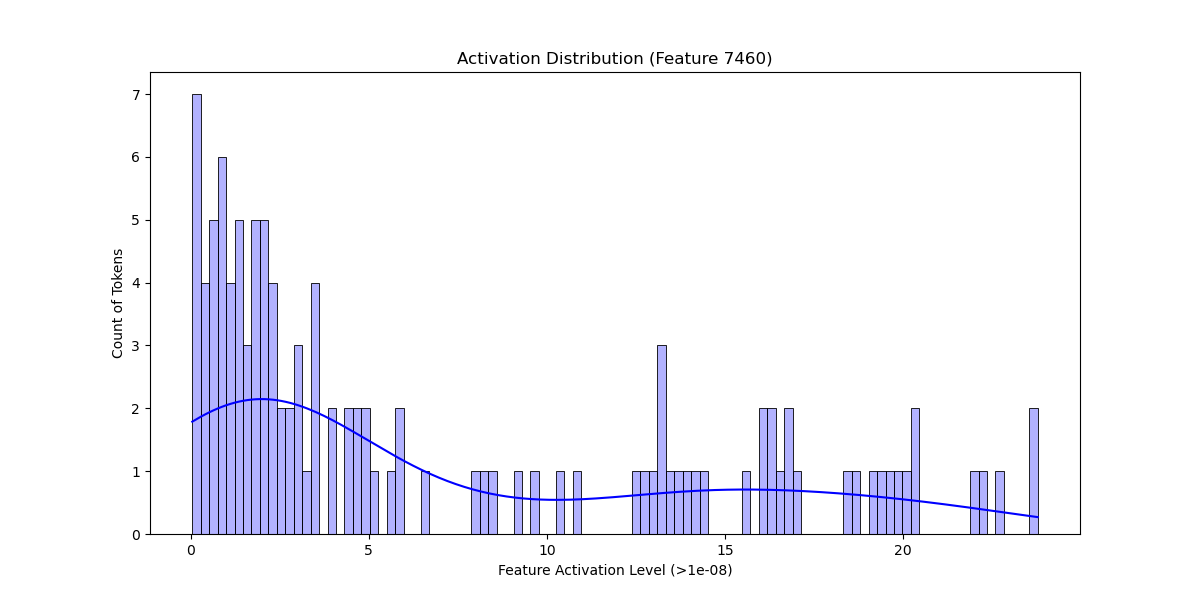 Activation Distribution (Feature 7460)
Count of Tokens
7
6
5
4
3
2
1
0
0 5 10 15 20
Feature Activation Level (>1e-08)